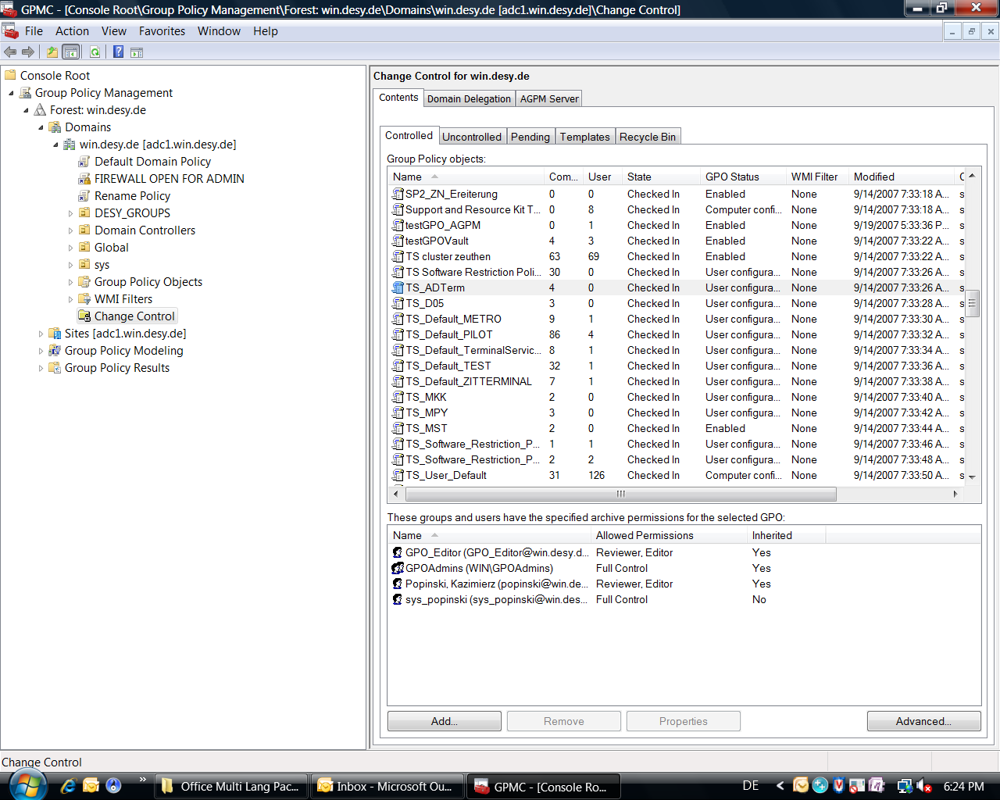 GPMC - [Console Root\Group Policy Management\Forest: win.desy.de\Domains\win.desy.de [adc1.win.desy.de]\Change Control]
File Action View Favorites Window Help
Console Root
Group Policy Management
Forest: win.desy.de
Domains
win.desy.de [adc1.win.desy.de]
Default Domain Policy
FIREWALL OPEN FOR ADMIN
Rename Policy
DESY_GROUPS
Domain Controllers
Global
sys
Group Policy Objects
WMI Filters
Change Control
Sites [adc1.win.desy.de]
Group Policy Modeling
Group Policy Results
Change Control for win.desy.de
Contents Domain Delegation AGPM Server
Controlled Uncontrolled Pending Templates Recycle Bin
Group Policy objects:
Name Com... User State GPO Status WMI Filter Modified C
SP2_ZN_Ereiterung 0 0 Checked In Enabled None 9/14/2007 7:33:18 A... s
Support and Resource Kit T... 0 8 Checked In Computer confi... None 9/14/2007 7:33:18 A... s
testGPO_AGPM 0 1 Checked In Enabled None 9/19/2007 5:33:36 P... s
testGPOVault 4 3 Checked In Enabled None 9/14/2007 7:33:22 A... s
TS cluster zeuthen 63 69 Checked In Enabled None 9/14/2007 7:33:22 A... s
TS Software Restriction Poli... 30 0 Checked In User configura... None 9/14/2007 7:33:26 A... s
TS_ADTerm 4 0 Checked In User configura... None 9/14/2007 7:33:26 A... s
TS_D05 3 0 Checked In User configura... None 9/14/2007 7:33:28 A... s
TS_Default_METRO 9 1 Checked In User configura... None 9/14/2007 7:33:30 A... s
TS_Default_PILOT 86 4 Checked In User configura... None 9/14/2007 7:33:32 A... s
TS_Default_TerminalServic... 8 1 Checked In User configura... None 9/14/2007 7:33:34 A... s
TS_Default_TEST 32 1 Checked In User configura... None 9/14/2007 7:33:36 A... s
TS_Default_ZITTERMINAL 7 1 Checked In User configura... None 9/14/2007 7:33:38 A... s
TS_MKK 2 0 Checked In User configura... None 9/14/2007 7:33:40 A... s
TS_MPY 3 0 Checked In User configura... None 9/14/2007 7:33:42 A... s
TS_MST 2 0 Checked In Enabled None 9/14/2007 7:33:44 A... s
TS_Software_Restriction_P... 1 1 Checked In User configura... None 9/14/2007 7:33:46 A... s
TS_Software_Restriction_P... 2 2 Checked In User configura... None 9/14/2007 7:33:48 A... s
TS_User_Default 31 126 Checked In Computer confi... None 9/14/2007 7:33:50 A... s
These groups and users have the specified archive permissions for the selected GPO:
Name Allowed Permissions Inherited
GPO_Editor (GPO_Editor@win.desy.d... Reviewer, Editor Yes
GPOAdmins (WIN\GPOAdmins) Full Control Yes
Popinski, Kazimierz (popinski@win.de... Reviewer, Editor Yes
sys_popinski (sys_popinski@win.des... Full Control No
Add... Remove Properties Advanced...
Change Control
Office Multi Lang Pac... Inbox - Microsoft Ou... GPMC - [Console Ro... DE 6:24 PM